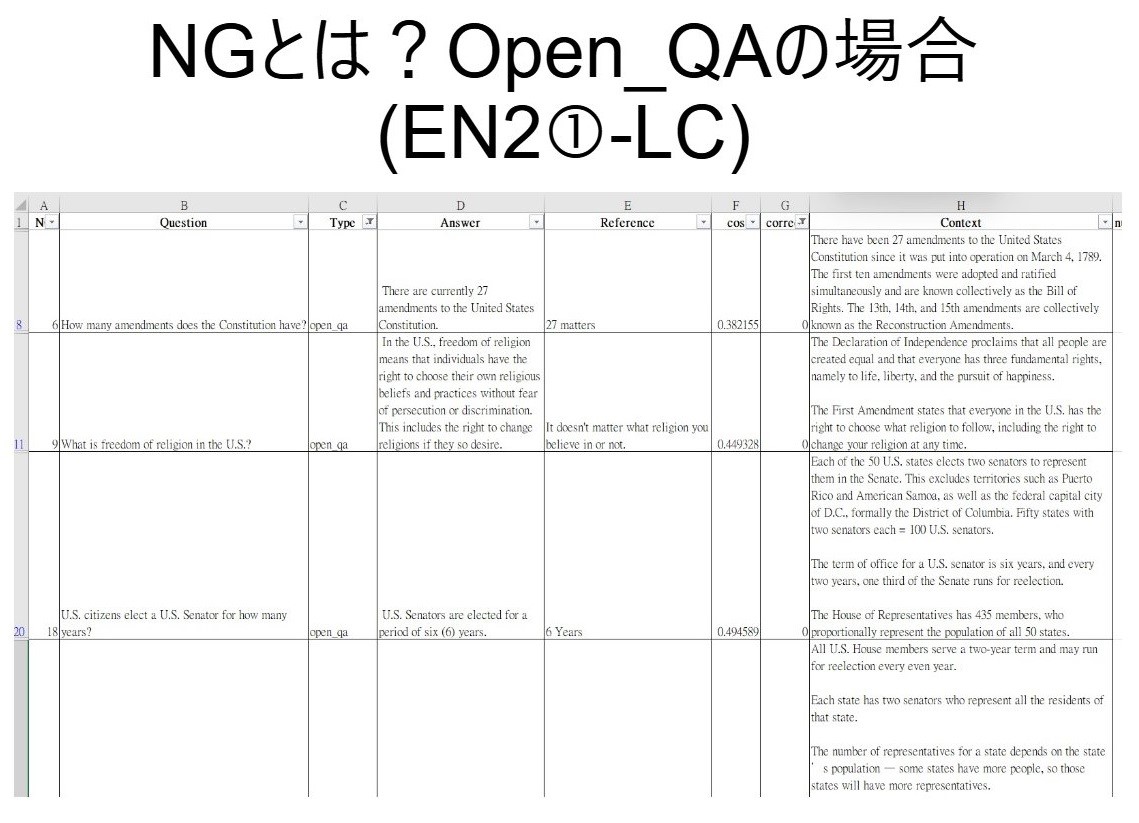 NGとは？Open_QAの場合
(EN2①-LC)
A B C D E F G H
1 N Question Type Answer Reference cos corre Context n
There have been 27 amendments to the United States
Constitution since it was put into operation on March 4, 1789.
The first ten amendments were adopted and ratified
There are currently 27 simultaneously and are known collectively as the Bill of
amendments to the United States Rights. The 13th, 14th, and 15th amendments are collectively
8 6 How many amendments does the Constitution have? open_qa Constitution. 27 matters 0.382155 0 known as the Reconstruction Amendments.
In the U.S., freedom of religion The Declaration of Independence proclaims that all people are
means that individuals have the created equal and that everyone has three fundamental rights,
right to choose their own religious namely to life, liberty, and the pursuit of happiness.
beliefs and practices without fear
of persecution or discrimination. The First Amendment states that everyone in the U.S. has the
This includes the right to change It doesn't matter what religion you right to choose what religion to follow, including the right to
11 9 What is freedom of religion in the U.S.? open_qa religions if they so desire. believe in or not. 0.449328 0 change your religion at any time.
Each of the 50 U.S. states elects two senators to represent
them in the Senate. This excludes territories such as Puerto
Rico and American Samoa, as well as the federal capital city
of D.C., formally the District of Columbia. Fifty states with
two senators each = 100 U.S. senators.
The term of office for a U.S. senator is six years, and every
two years, one third of the Senate runs for reelection.
U.S. citizens elect a U.S. Senator for how many U.S. Senators are elected for a The House of Representatives has 435 members, who
20 18 years? open_qa period of six (6) years. 6 Years 0.494589 0 proportionally represent the population of all 50 states.
All U.S. House members serve a two-year term and may run
for reelection every even year.
Each state has two senators who represent all the residents of
that state.
The number of representatives for a state depends on the state
’ s population — some states have more people, so those
states will have more representatives.